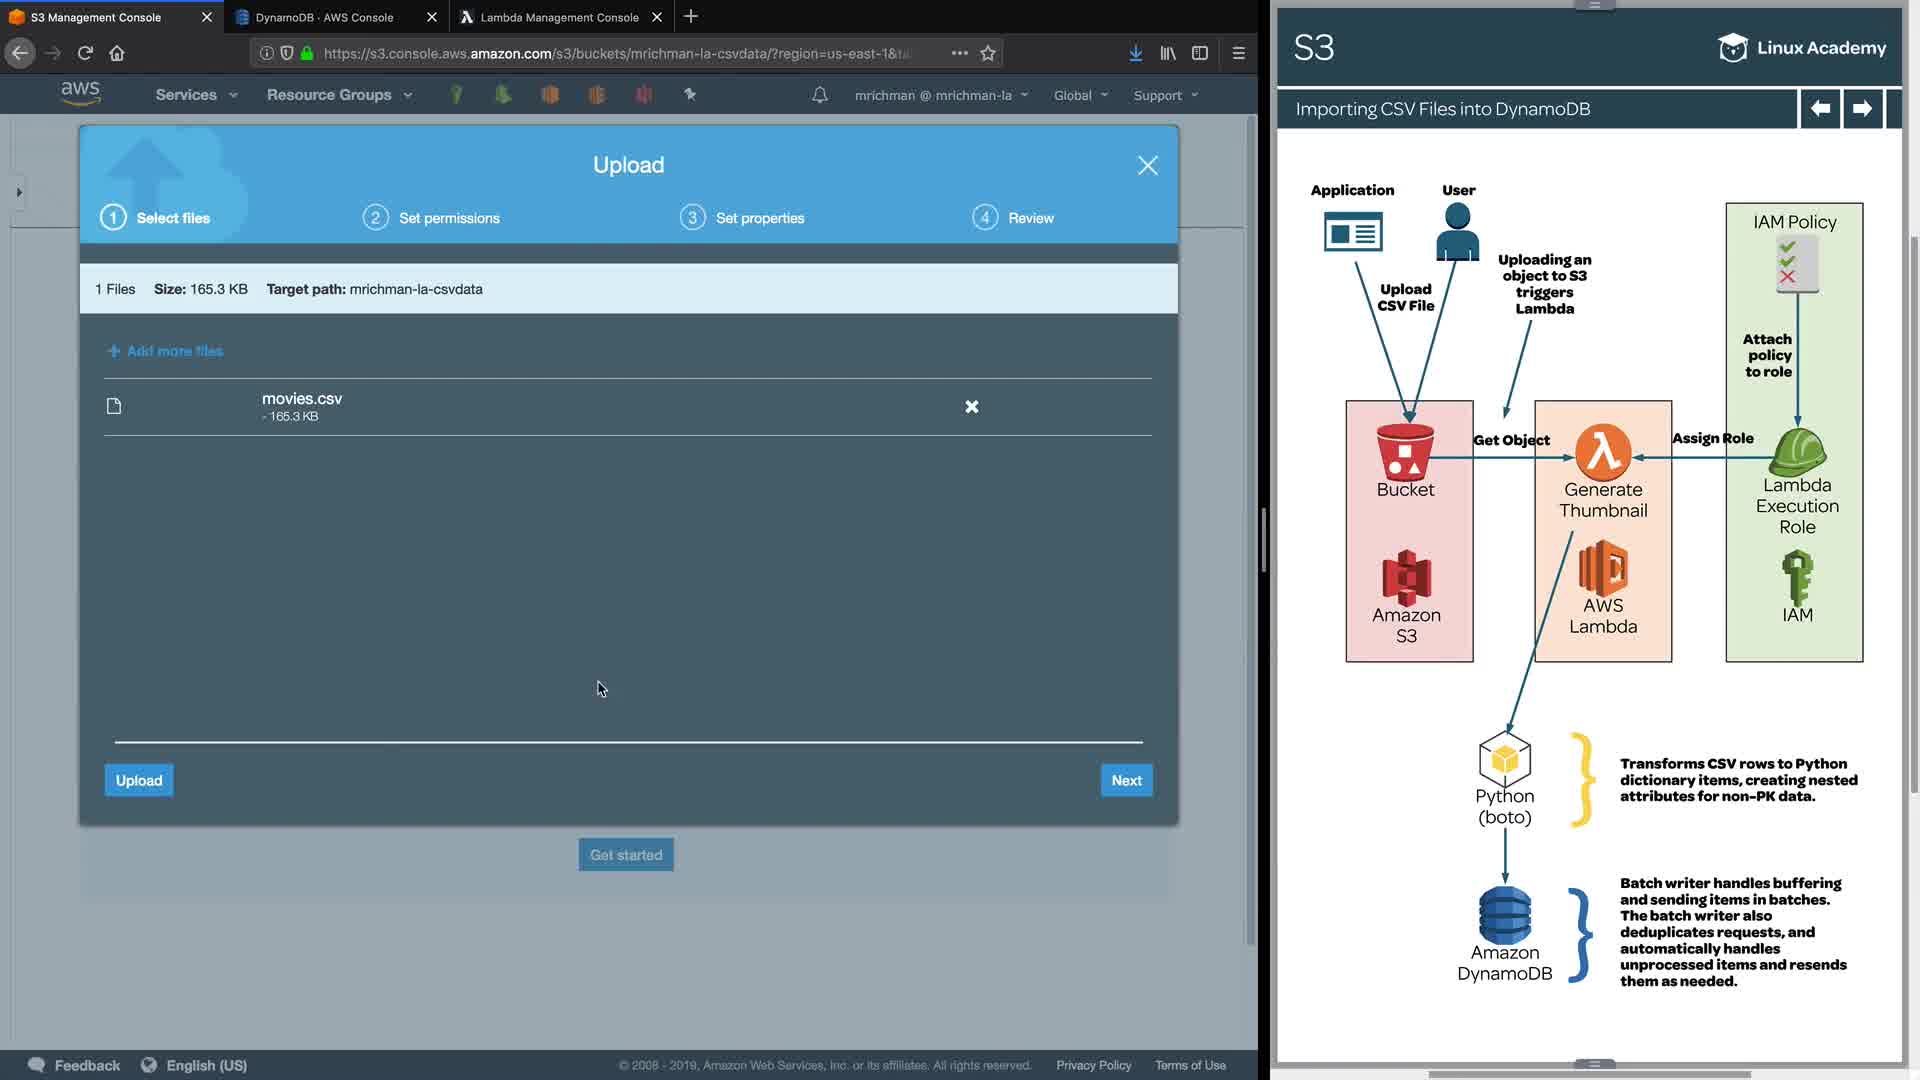 S3 Management Console
DynamoDB · AWS Console
Lambda Management Console
https://s3.console.aws.amazon.com/s3/buckets/mrichman-la-csvdata/?region=us-east-1&t
aws
Services
Resource Groups
mrichman @ mrichman-la
Global
Support
Upload
1 Select files
2 Set permissions
3 Set properties
4 Review
1 Files Size: 165.3 KB Target path: mrichman-la-csvdata
+ Add more files
movies.csv
- 165.3 KB
Upload
Next
Get started
Feedback
English (US)
© 2008 - 2019, Amazon Web Services, Inc. or its affiliates. All rights reserved.
Privacy Policy
Terms of Use
S3
Linux Academy
Importing CSV Files into DynamoDB
Application
User
IAM Policy
Uploading an
object to S3
triggers
Lambda
Upload
CSV File
Attach
policy
to role
Get Object
Assign Role
Bucket
Generate
Thumbnail
Lambda
Execution
Role
Amazon
S3
AWS
Lambda
IAM
Python
(boto)
Transforms CSV rows to Python
dictionary items, creating nested
attributes for non-PK data.
Amazon
DynamoDB
Batch writer handles buffering
and sending items in batches.
The batch writer also
deduplicates requests, and
automatically handles
unprocessed items and resends
them as needed.